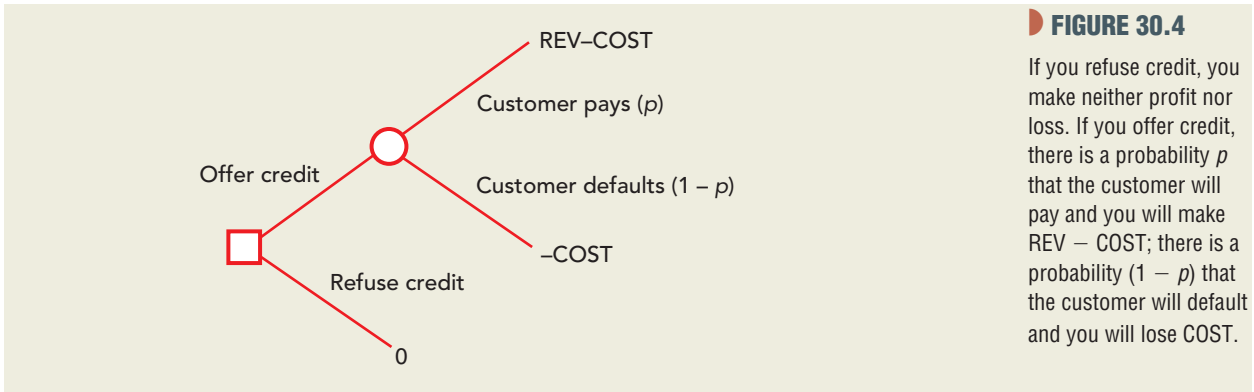 REV–COST
Customer pays (p)
Offer credit
Customer defaults (1 – p)
–COST
Refuse credit
0
FIGURE 30.4
If you refuse credit, you
make neither profit nor
loss. If you offer credit,
there is a probability p
that the customer will
pay and you will make
REV − COST; there is a
probability (1 − p) that
the customer will default
and you will lose COST.